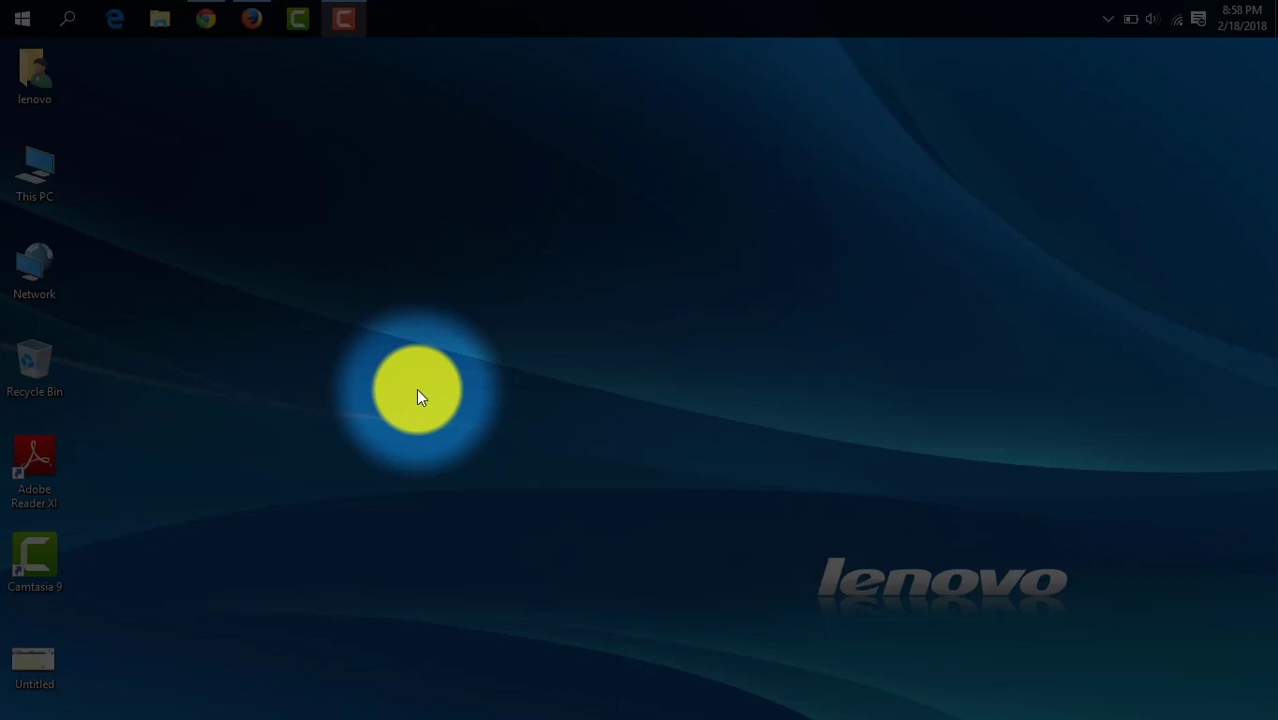 8:58 PM
2/18/2018
lenovo
This PC
Network
Recycle Bin
Adobe
Reader XI
Camtasia 9
Untitled
lenovo